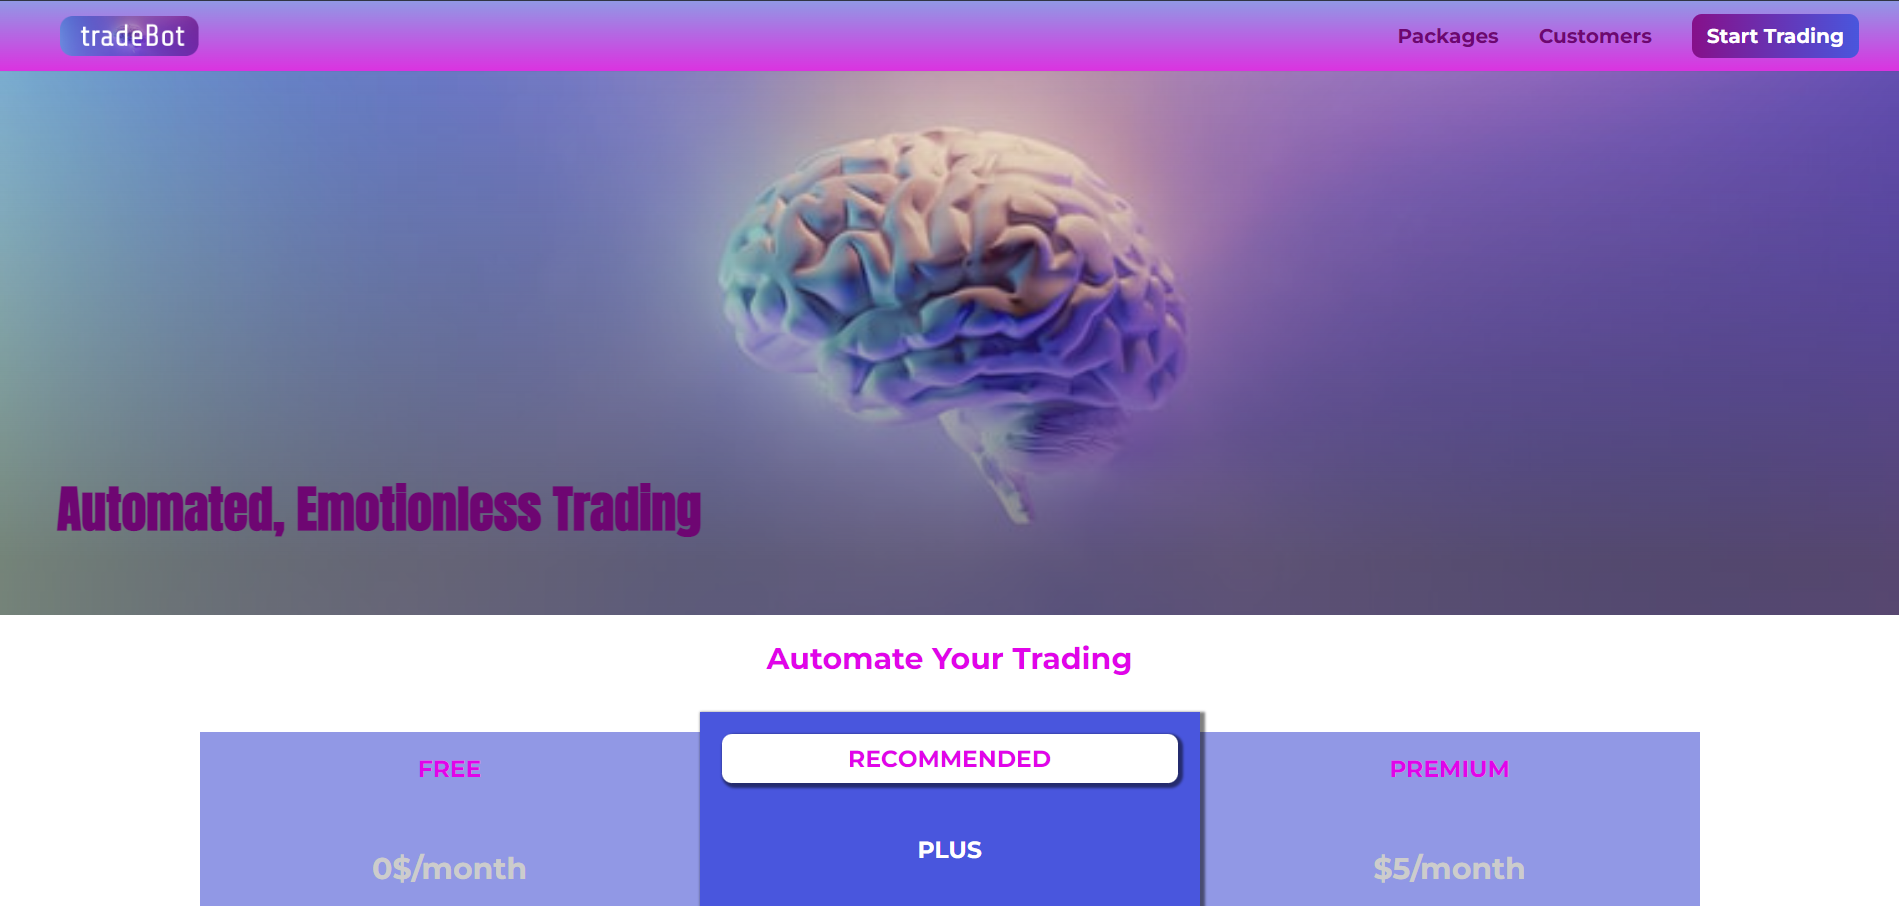 tradeBot
Packages
Customers
Start Trading
Automated, Emotionless Trading
Automate Your Trading
FREE
0$/month
RECOMMENDED
PLUS
PREMIUM
$5/month